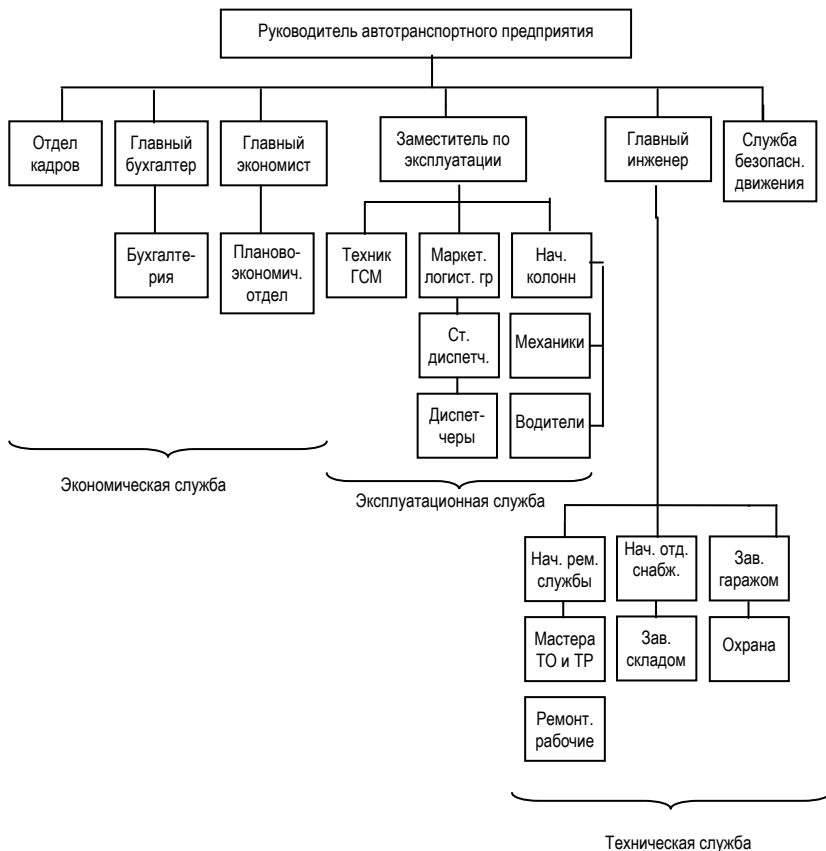 Руководитель автотранспортного предприятия
Отдел
кадров
Главный
бухгалтер
Главный
экономист
Заместитель по
эксплуатации
Главный
инженер
Служба
безопасн.
движения
Бухгалте-
рия
Планово-
экономич.
отдел
Техник
ГСМ
Маркет.
логист. гр
Нач.
колонн
Ст.
диспетч.
Механики
Диспет-
черы
Водители
Экономическая служба
Эксплуатационная служба
Нач. рем.
службы
Нач. отд.
снабж.
Зав.
гаражом
Мастера
ТО и ТР
Зав.
складом
Охрана
Ремонт.
рабочие
Техническая служба